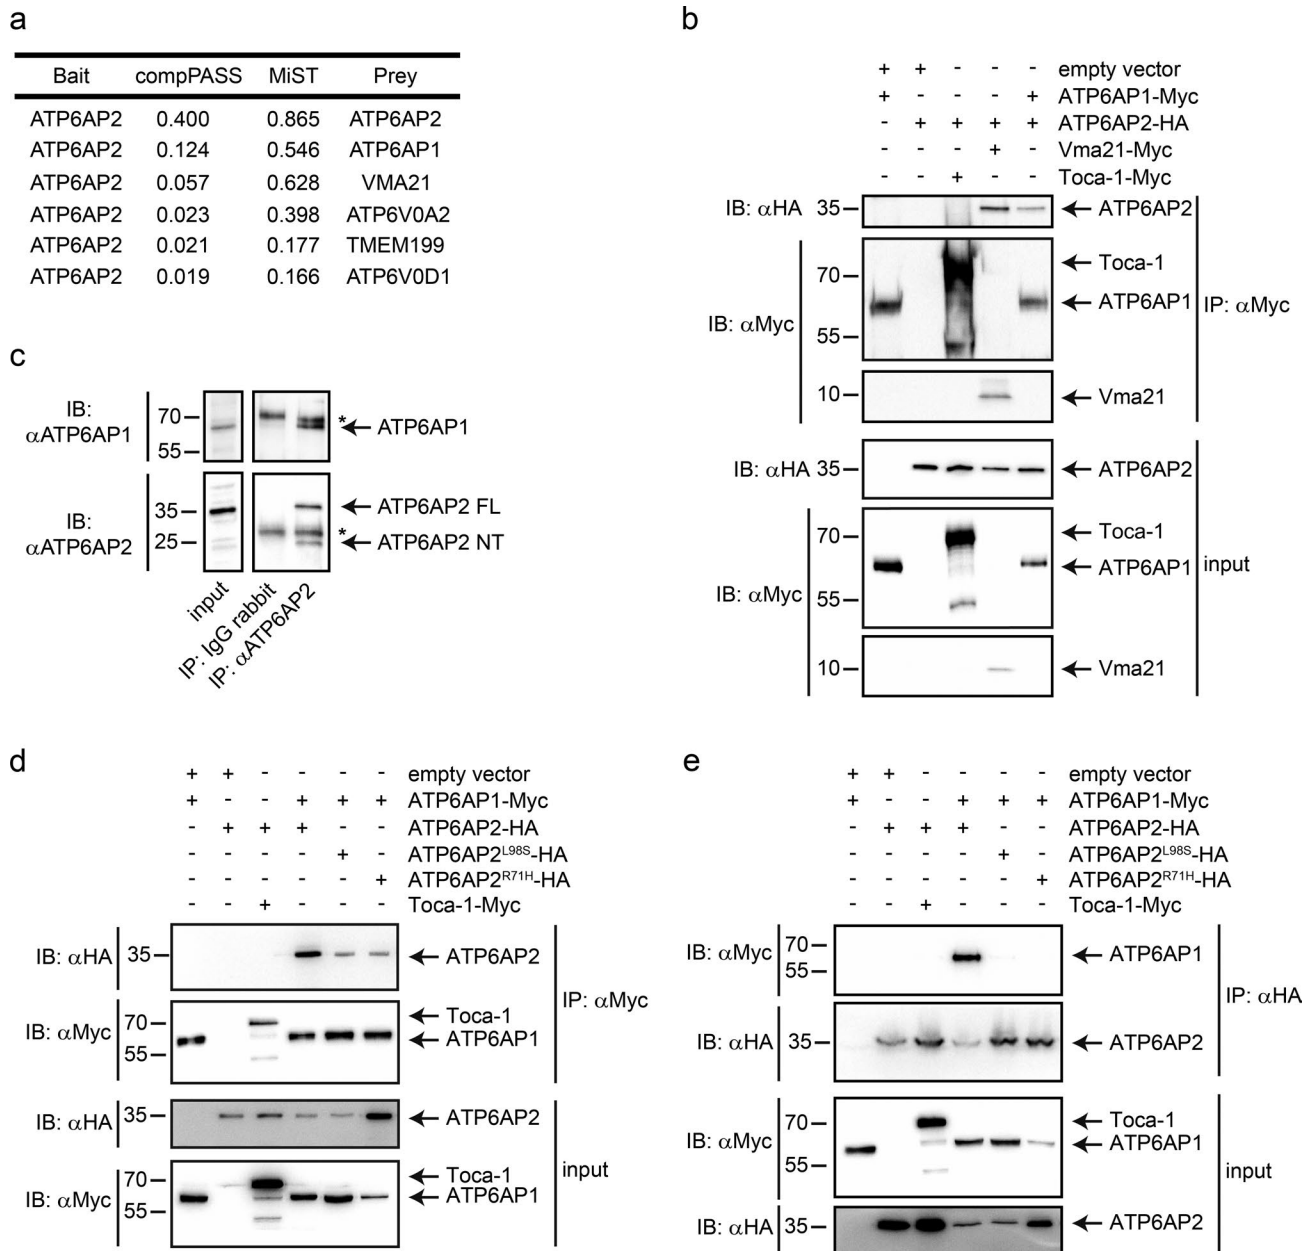 a
Bait compPASS MiST Prey
ATP6AP2 0.400 0.865 ATP6AP2
ATP6AP2 0.124 0.546 ATP6AP1
ATP6AP2 0.057 0.628 VMA21
ATP6AP2 0.023 0.398 ATP6V0A2
ATP6AP2 0.021 0.177 TMEM199
ATP6AP2 0.019 0.166 ATP6V0D1
b
+ + - - - empty vector
+ - - - + ATP6AP1-Myc
- + + + + ATP6AP2-HA
- - - + - Vma21-Myc
- - + - - Toca-1-Myc
IB: αHA 35 ATP6AP2
Toca-1
70
ATP6AP1 IP: αMyc
IB: αMyc
55
10 Vma21
IB: αHA 35 ATP6AP2
70 Toca-1
ATP6AP1 input
IB: αMyc 55
10 Vma21
c
IB: αATP6AP1 70 * ATP6AP1
55
IB: αATP6AP2 35 ATP6AP2 FL
25 * ATP6AP2 NT
input
IP: IgG rabbit
IP: αATP6AP2
d
+ + - - - - empty vector
+ - - + + + ATP6AP1-Myc
- + + + - - ATP6AP2-HA
- - - - + - ATP6AP2L98S-HA
- - - - - + ATP6AP2R71H-HA
- - + - - - Toca-1-Myc
IB: αHA 35 ATP6AP2
IP: αMyc
70 Toca-1
IB: αMyc ATP6AP1
55
IB: αHA 35 ATP6AP2
input
70 Toca-1
IB: αMyc ATP6AP1
55
e
+ + - - - - empty vector
+ - - + + + ATP6AP1-Myc
- + + + - - ATP6AP2-HA
- - - - + - ATP6AP2L98S-HA
- - - - - + ATP6AP2R71H-HA
- - + - - - Toca-1-Myc
IB: αMyc 70 ATP6AP1
55
IP: αHA
IB: αHA 35 ATP6AP2
70 Toca-1
IB: αMyc ATP6AP1
55
input
IB: αHA 35 ATP6AP2